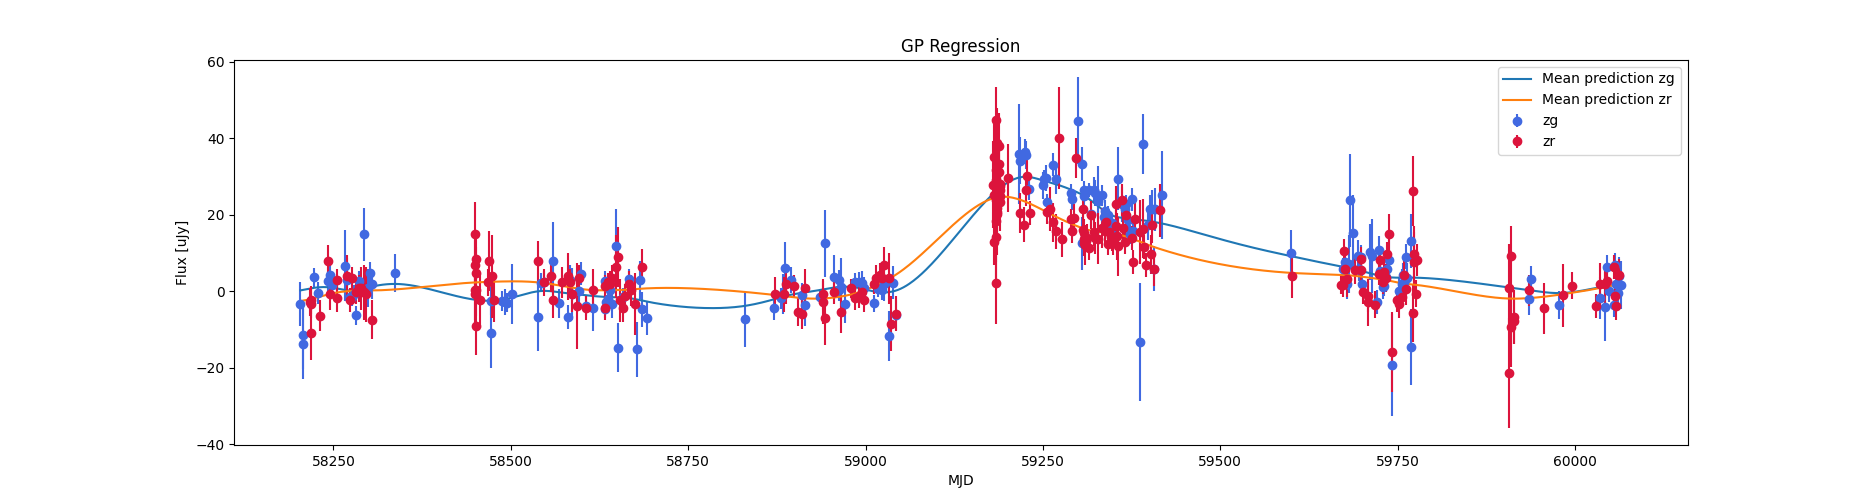 GP Regression
Flux [uJy]
60
40
20
0
−20
−40
58250
58500
58750
59000
59250
59500
59750
60000
MJD
Mean prediction zg
Mean prediction zr
zg
zr